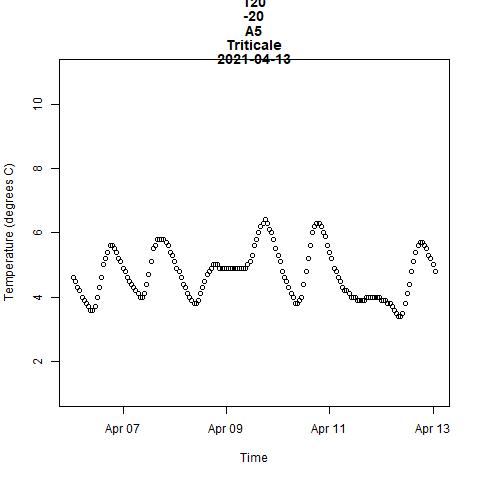 120
-20
A5
Triticale
2021-04-13
10
8
6
4
2
Temperature (degrees C)
Apr 07
Apr 09
Apr 11
Apr 13
Time